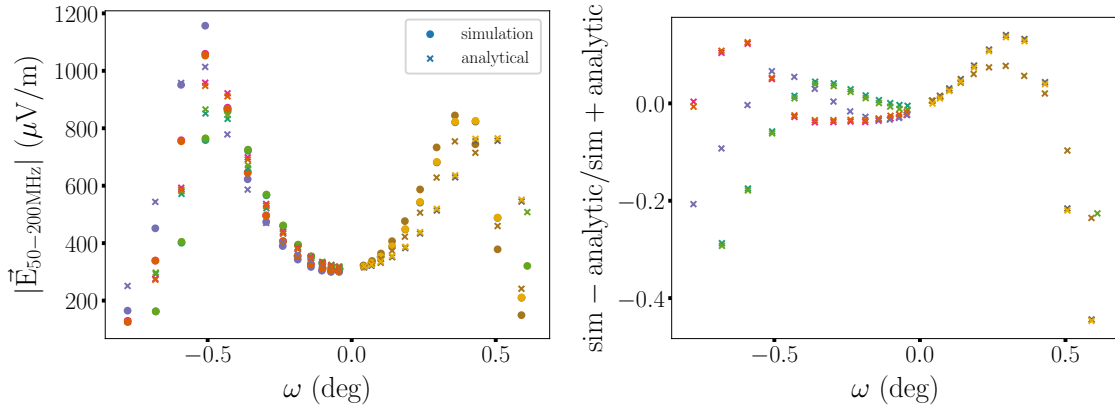 1200
1000
800
600
400
200
|E⃗50−200MHz| (μV/m)
simulation
analytical
−0.5
0.0
0.5
ω (deg)
0.0
−0.2
−0.4
sim − analytic/sim + analytic
−0.5
0.0
0.5
ω (deg)